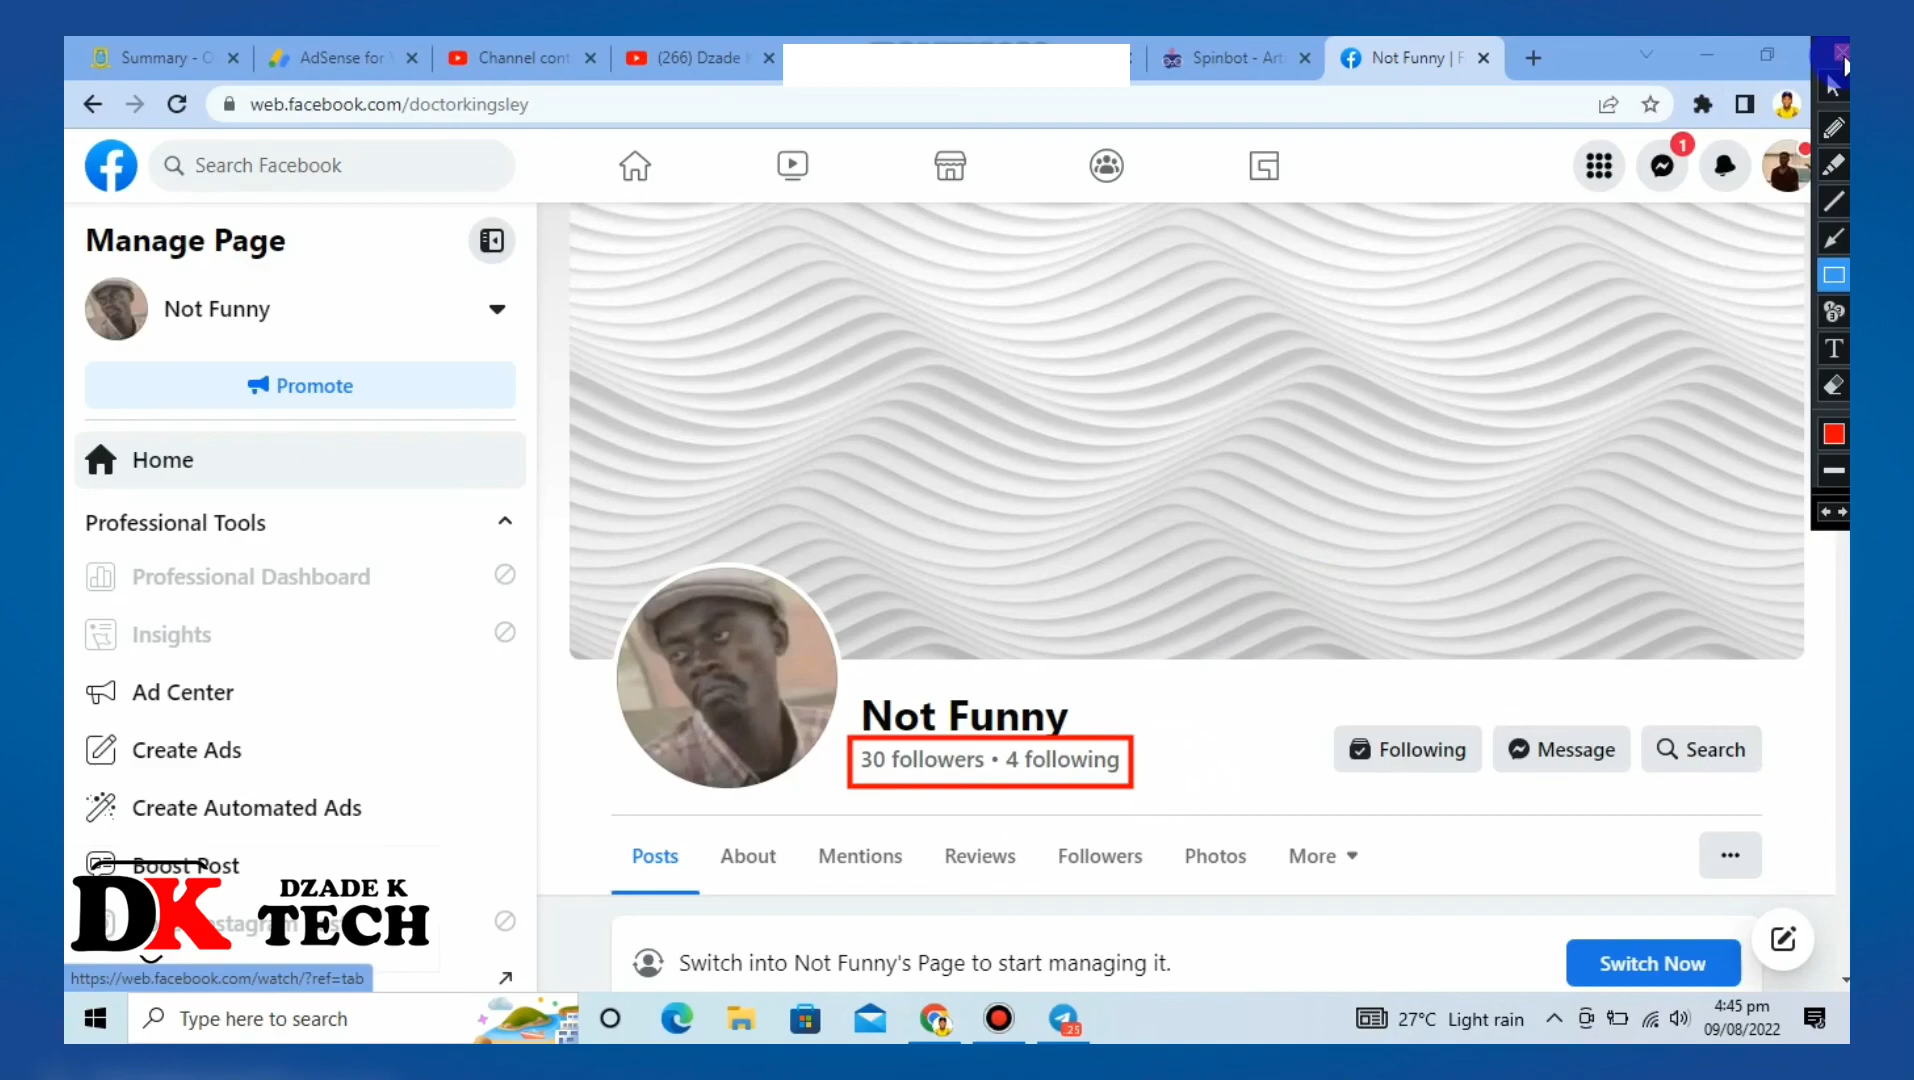 Summary - O
AdSense for
Channel cont
(266) Dzade
Spinbot - Art
Not Funny | F
web.facebook.com/doctorkingsley
Search Facebook
1
Manage Page
Not Funny
Promote
Home
Professional Tools
Professional Dashboard
Insights
Ad Center
Create Ads
Create Automated Ads
Boost Post
DK DZADE K
TECH
https://web.facebook.com/watch/?ref=tab
Not Funny
30 followers • 4 following
Following
Message
Search
Posts
About
Mentions
Reviews
Followers
Photos
More
Switch into Not Funny's Page to start managing it.
Switch Now
T
Type here to search
25
27°C Light rain
4:45 pm
09/08/2022